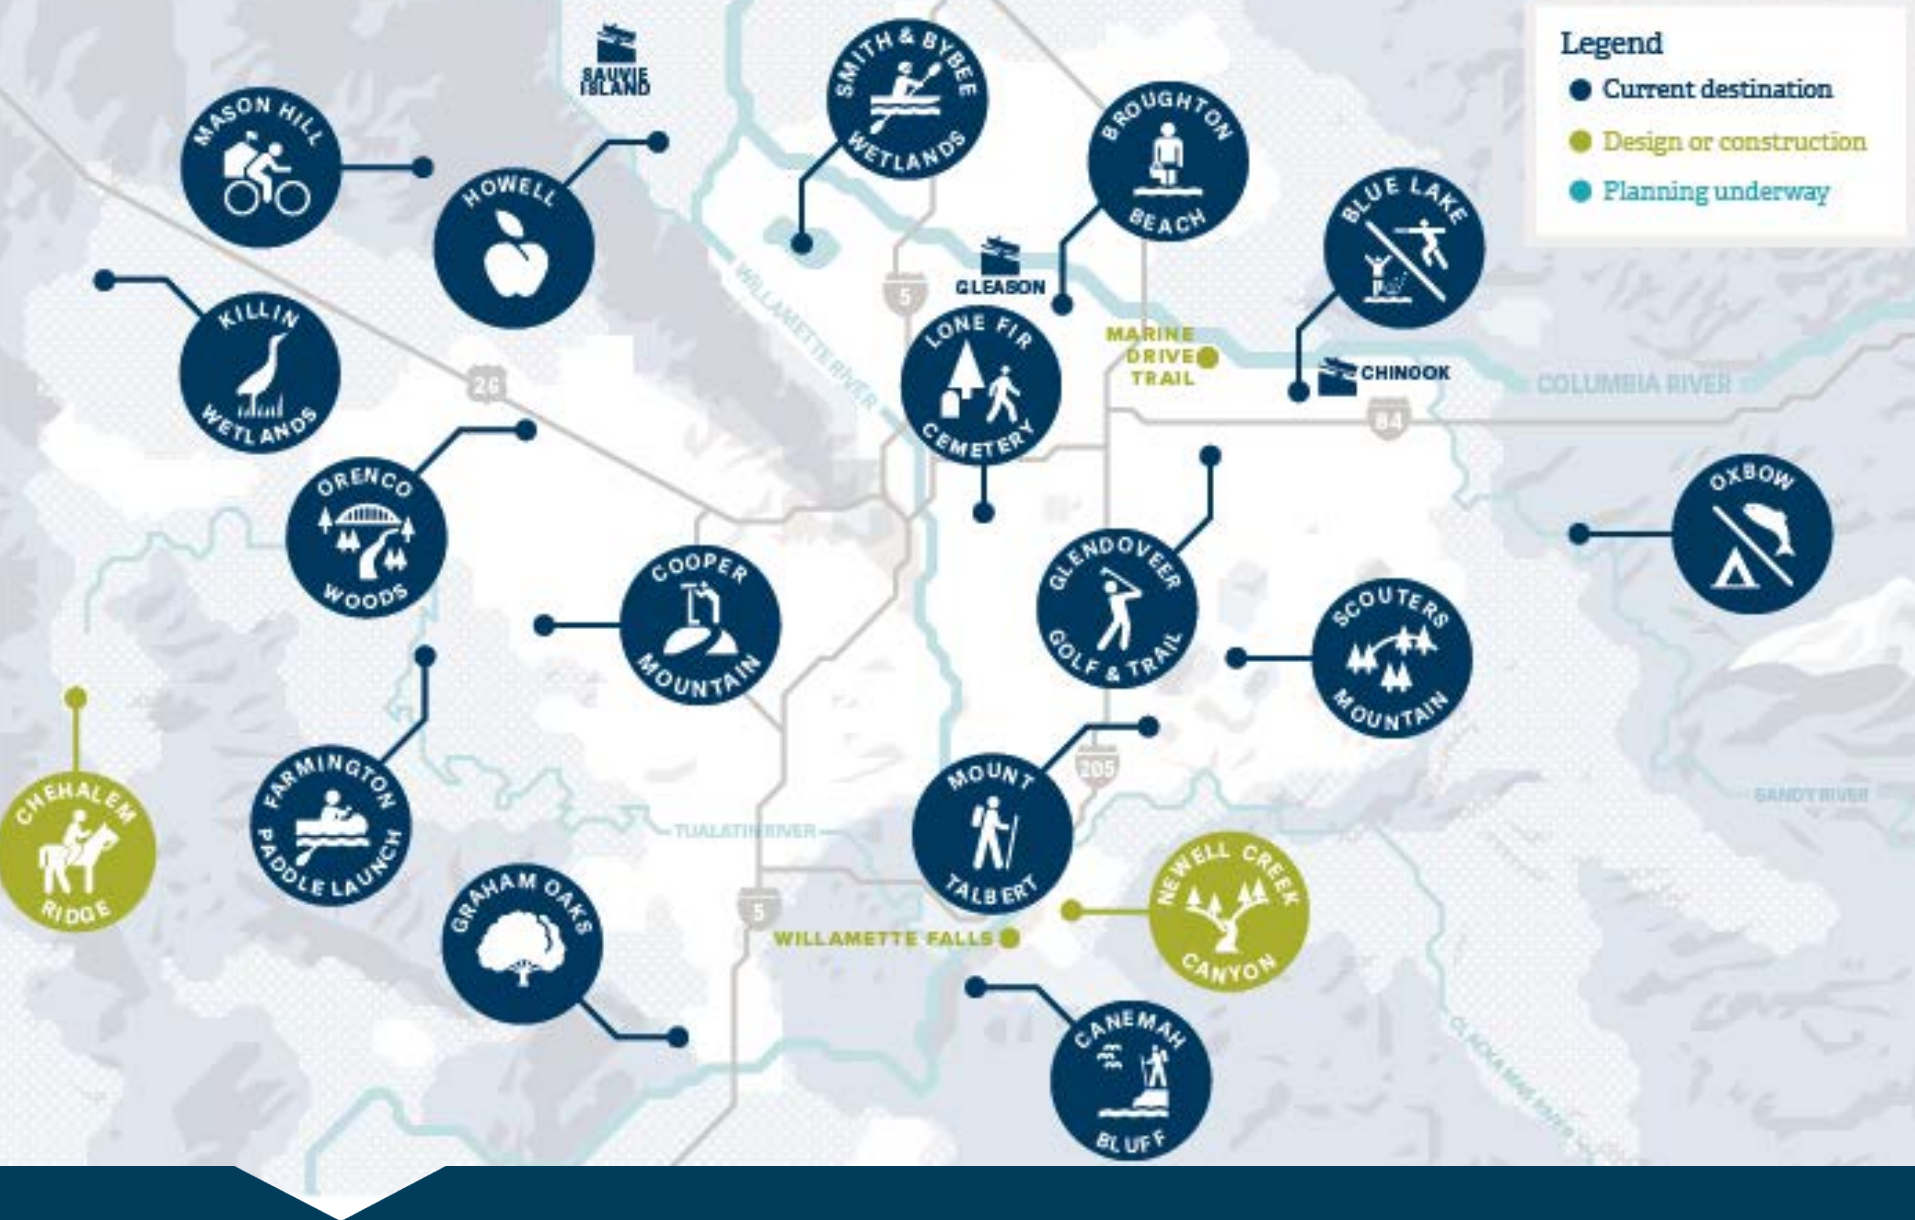 Legend
Current destination
Design or construction
Planning underway
SAUVIE
ISLAND
SMITH & BYBEE
WETLANDS
MASON HILL
BROUGHTON
BEACH
HOWELL
BLUE LAKE
GLEASON
5
WILLAMETTE RIVER
KILLIN
WETLANDS
LONE FIR
CEMETERY
MARINE
DRIVE
TRAIL
CHINOOK
COLUMBIA RIVER
26
84
ORENCO
WOODS
OXBOW
COOPER
MOUNTAIN
GLENDOVEER
GOLF & TRAIL
SCOUTERS
MOUNTAIN
CHEHALEM
RIDGE
FARMINGTON
PADDLE LAUNCH
MOUNT
TALBERT
205
SANDY RIVER
TUALATIN RIVER
GRAHAM OAKS
5
WILLAMETTE FALLS
NEWELL CREEK
CANYON
CANEMAH
BLUFF
CLACKAMAS RIVER